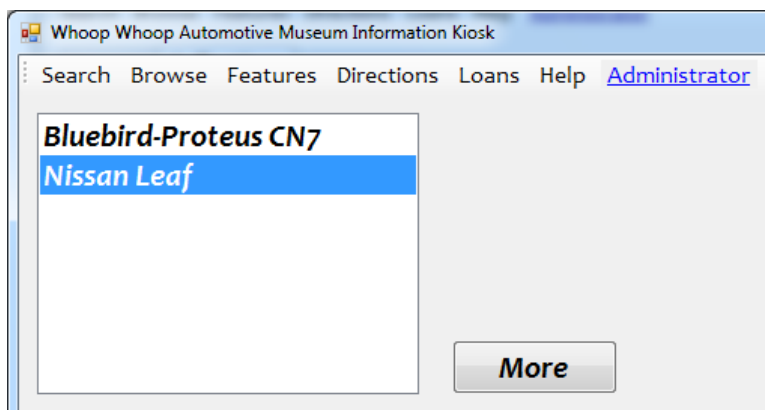 Whoop Whoop Automotive Museum Information Kiosk
Search Browse Features Directions Loans Help Administrator
Bluebird-Proteus CN7
Nissan Leaf
More